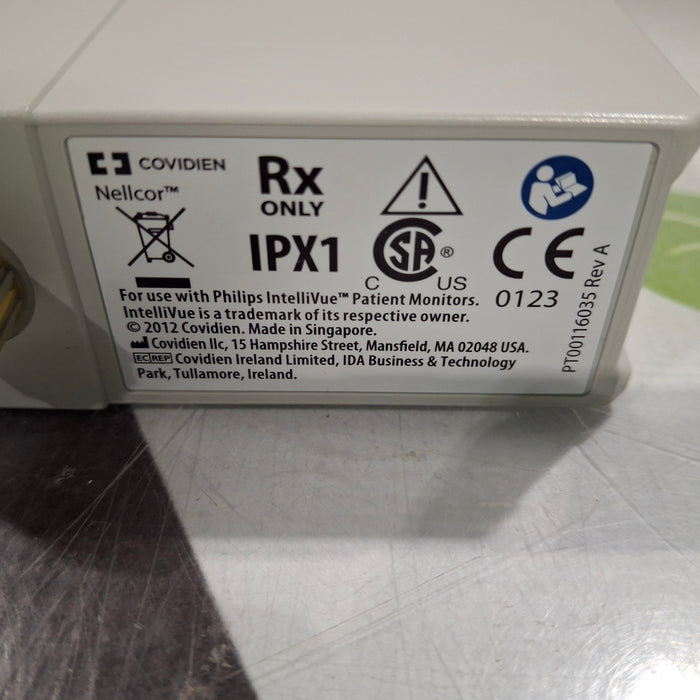 COVIDIEN
Nellcor™
Rx
ONLY
IPX1
CSA®
C US
CE
0123
For use with Philips IntelliVue™ Patient Monitors.
IntelliVue is a trademark of its respective owner.
© 2012 Covidien. Made in Singapore.
Covidien llc, 15 Hampshire Street, Mansfield, MA 02048 USA.
EC REP Covidien Ireland Limited, IDA Business & Technology
Park, Tullamore, Ireland.
PT00116035 Rev A